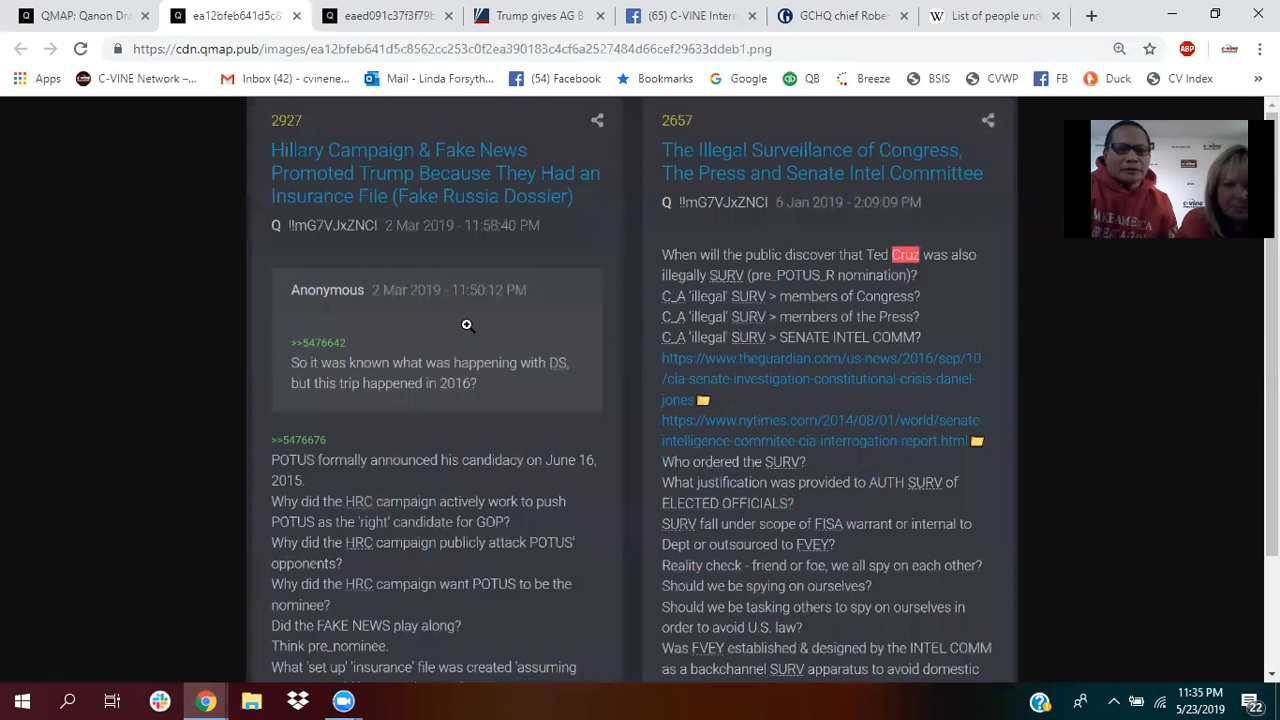 QMAP: Qanon Dro
ea12bfeb641d5c8
eaed091c37f3f79b
Trump gives AG B
(65) C-VINE Intern
GCHQ chief Robe
List of people und
https://cdn.qmap.pub/images/ea12bfeb641d5c8562cc253c0f2ea390183c4cf6a2527484d66cef29633ddeb1.png
Apps
C-VINE Network –...
Inbox (42) - cvinene...
Mail - Linda Forsyth...
(54) Facebook
Bookmarks
Google
QB
Breeze
BSIS
CVWP
FB
Duck
CV Index
2927
Hillary Campaign & Fake News
Promoted Trump Because They Had an
Insurance File (Fake Russia Dossier)
Q !!mG7VJxZNCI 2 Mar 2019 - 11:58:40 PM
Anonymous 2 Mar 2019 - 11:50:12 PM
>>5476642
So it was known what was happening with DS,
but this trip happened in 2016?
>>5476676
POTUS formally announced his candidacy on June 16,
2015.
Why did the HRC campaign actively work to push
POTUS as the 'right' candidate for GOP?
Why did the HRC campaign publicly attack POTUS'
opponents?
Why did the HRC campaign want POTUS to be the
nominee?
Did the FAKE NEWS play along?
Think pre_nominee.
What 'set up' 'insurance' file was created 'assuming
2657
The Illegal Surveillance of Congress,
The Press and Senate Intel Committee
Q !!mG7VJxZNCI 6 Jan 2019 - 2:09:09 PM
When will the public discover that Ted Cruz was also
illegally SURV (pre_POTUS_R nomination)?
C_A 'illegal' SURV > members of Congress?
C_A 'illegal' SURV > members of the Press?
C_A 'illegal' SURV > SENATE INTEL COMM?
https://www.theguardian.com/us-news/2016/sep/10
/cia-senate-investigation-constitutional-crisis-daniel-
jones
https://www.nytimes.com/2014/08/01/world/senate-
intelligence-commitee-cia-interrogation-report.html
Who ordered the SURV?
What justification was provided to AUTH SURV of
ELECTED OFFICIALS?
SURV fall under scope of FISA warrant or internal to
Dept or outsourced to FVEY?
Reality check - friend or foe, we all spy on each other?
Should we be spying on ourselves?
Should we be tasking others to spy on ourselves in
order to avoid U.S. law?
Was FVEY established & designed by the INTEL COMM
as a backchannel SURV apparatus to avoid domestic
11:35 PM
5/23/2019
22